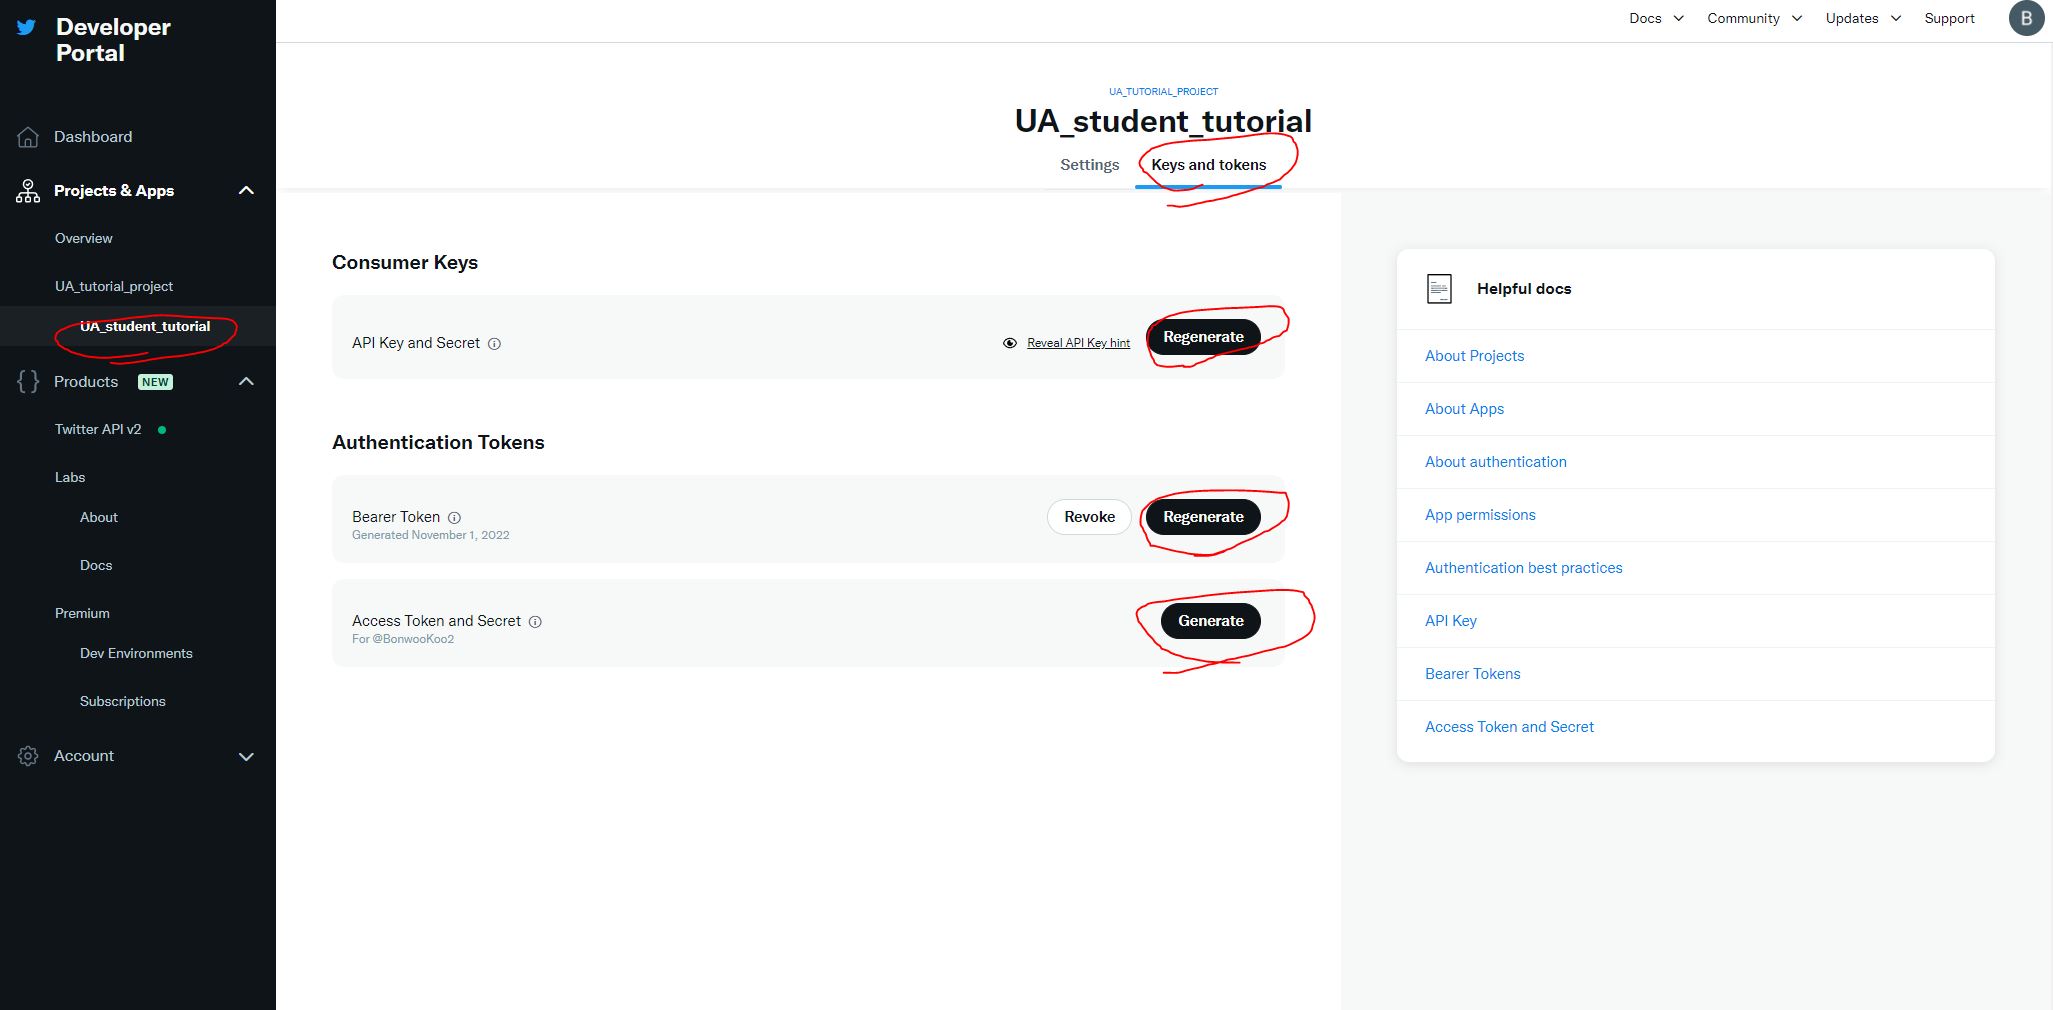 Developer
Portal
Docs
Community
Updates
Support
B
UA_TUTORIAL_PROJECT
UA_student_tutorial
Settings
Keys and tokens
Dashboard
Projects & Apps
Overview
UA_tutorial_project
UA_student_tutorial
Products NEW
Twitter API v2
Labs
About
Docs
Premium
Dev Environments
Subscriptions
Account
Consumer Keys
API Key and Secret
Reveal API Key hint
Regenerate
Authentication Tokens
Bearer Token
Generated November 1, 2022
Revoke
Regenerate
Access Token and Secret
For @BonwooKoo2
Generate
Helpful docs
About Projects
About Apps
About authentication
App permissions
Authentication best practices
API Key
Bearer Tokens
Access Token and Secret